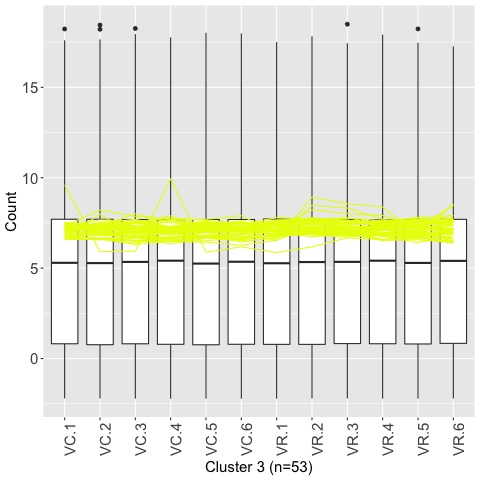 15
10
5
0
Count
VC.1
VC.2
VC.3
VC.4
VC.5
VC.6
VR.1
VR.2
VR.3
VR.4
VR.5
VR.6
Cluster 3 (n=53)